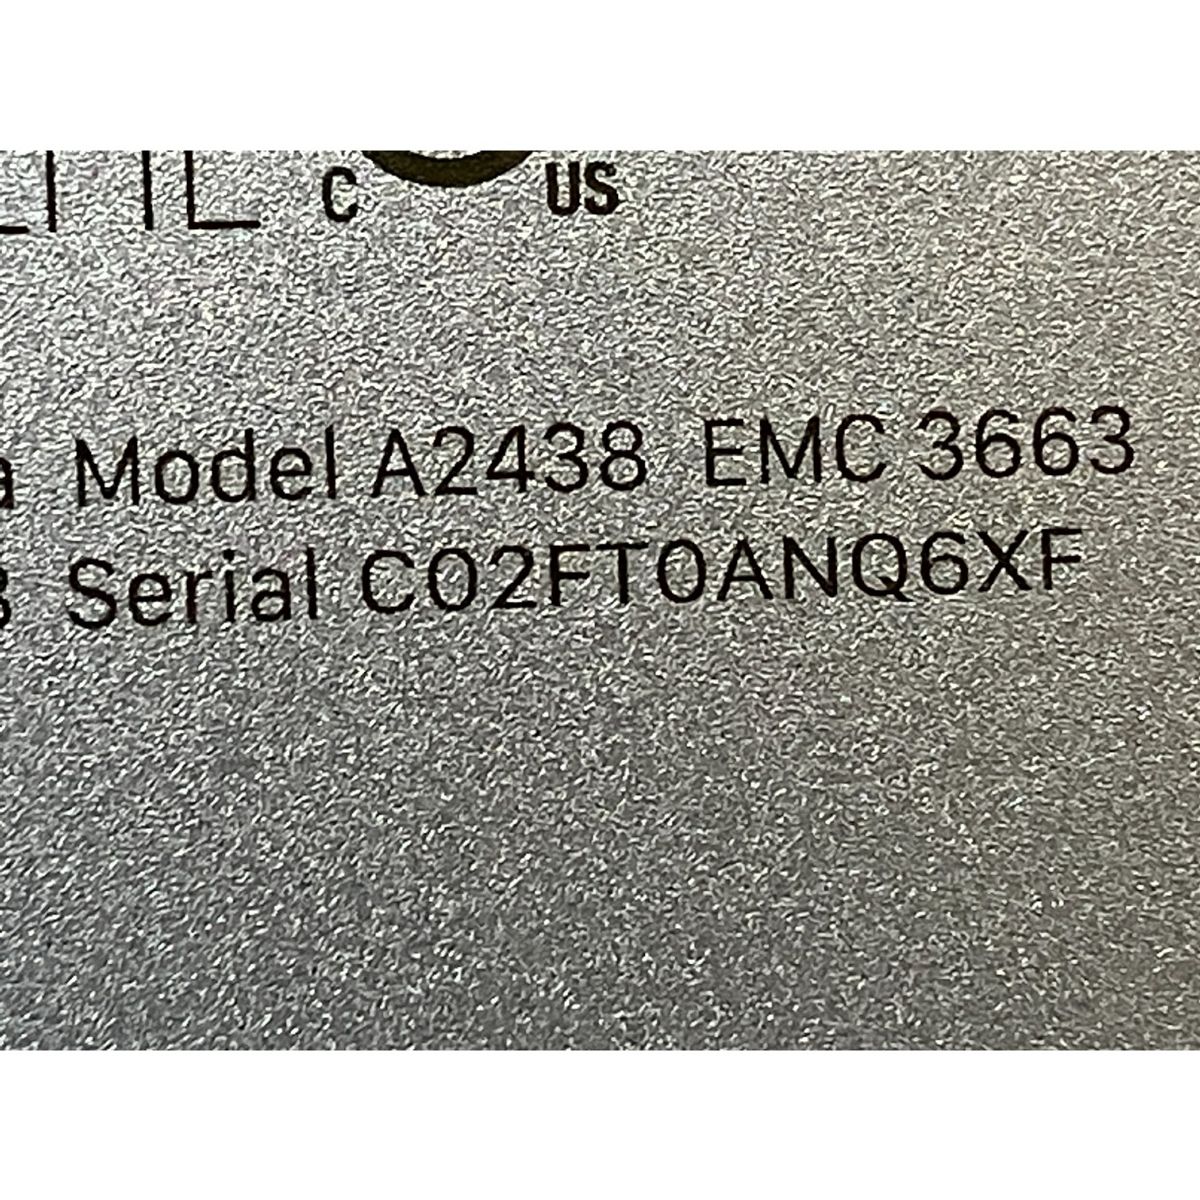 C US
Model A2438 EMC 3663
Serial C02FT0ANQ6XF